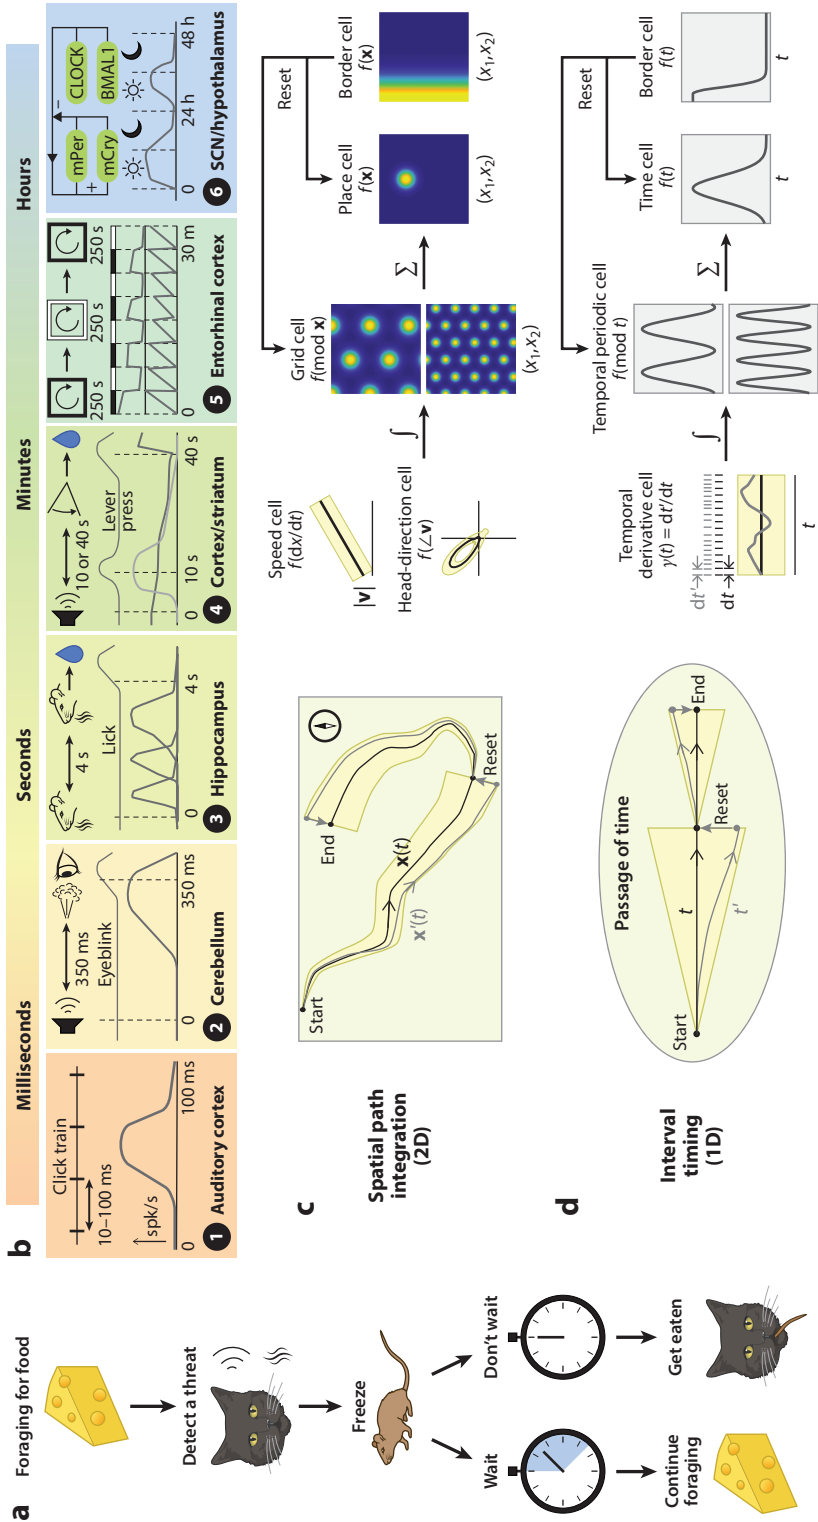 a
Foraging for food
Detect a threat
Freeze
Wait
Don't wait
Continue
foraging
Get eaten
b
Milliseconds
Seconds
Minutes
Hours
Click train
10–100 ms
spk/s
0
100 ms
1 Auditory cortex
350 ms
Eyeblink
0
350 ms
2 Cerebellum
4 s
Lick
0
4 s
3 Hippocampus
10 or 40 s
Lever
press
0
10 s
40 s
4 Cortex/striatum
250 s
250 s
250 s
0
30 m
5 Entorhinal cortex
mPer
CLOCK
mCry
BMAL1
+
–
0
24 h
48 h
6 SCN/hypothalamus
c
Spatial path
integration
(2D)
Start
x(t)
x′(t)
End
Reset
Speed cell
f(dx/dt)
|v|
Head-direction cell
f(∠v)
∫
Grid cell
f(mod x)
(x1, x2)
Σ
Reset
Place cell
f(x)
(x1, x2)
Border cell
f(x)
(x1, x2)
d
Interval
timing
(1D)
Passage of time
Start
t
t′
Reset
End
Temporal
derivative cell
γ(t) = dt′/dt
dt′
dt
t
∫
Temporal periodic cell
f(mod t)
Σ
Reset
Time cell
f(t)
t
Border cell
f(t)
t